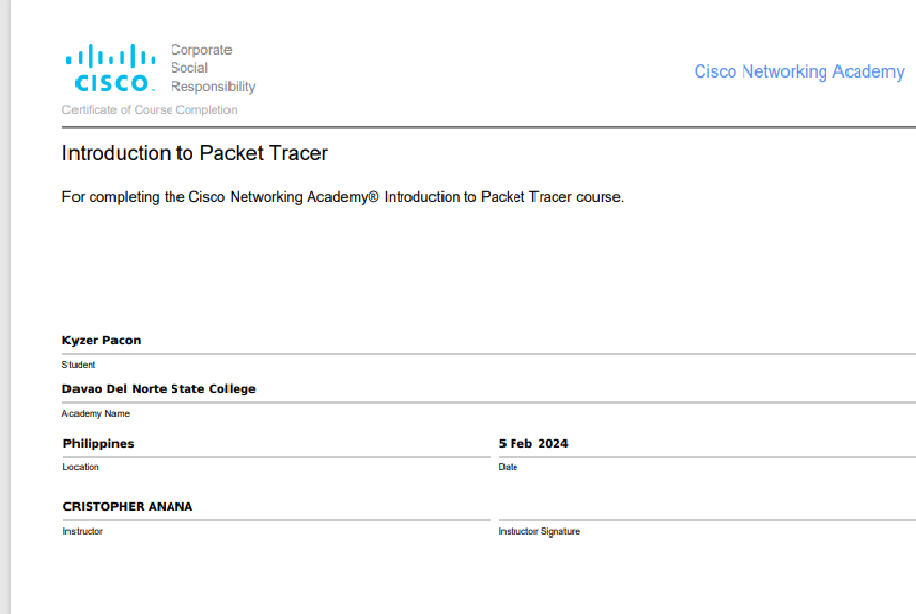 Corporate
Social
Responsibility
CISCO.
Cisco Networking Academy
Certificate of Course Completion
Introduction to Packet Tracer
For completing the Cisco Networking Academy® Introduction to Packet Tracer course.
Kyzer Pacon
Student
Davao Del Norte State College
Academy Name
Philippines
5 Feb 2024
Location
Date
CRISTOPHER ANANA
Instructor
Instructor Signature